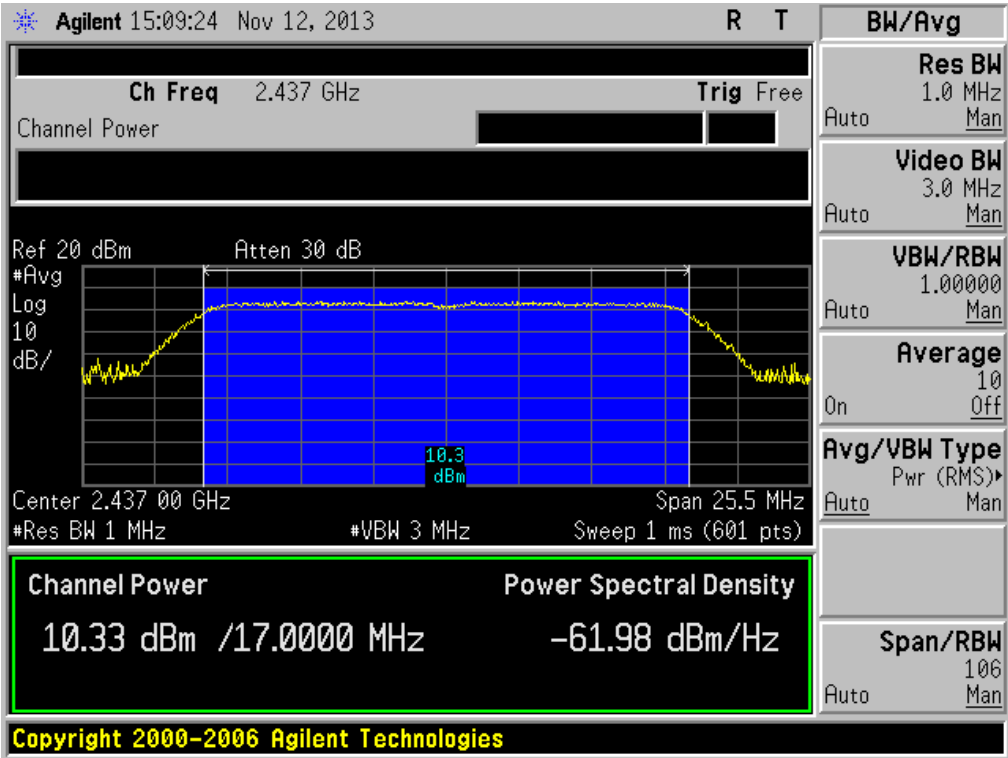 Agilent 15:09:24 Nov 12, 2013 R T
BW/Avg
Ch Freq 2.437 GHz Trig Free
Channel Power
Ref 20 dBm Atten 30 dB
#Avg
Log
10
dB/
10.3
dBm
Center 2.437 00 GHz Span 25.5 MHz
#Res BW 1 MHz #VBW 3 MHz Sweep 1 ms (601 pts)
Channel Power Power Spectral Density
10.33 dBm /17.0000 MHz -61.98 dBm/Hz
Res BW
1.0 MHz
Auto Man
Video BW
3.0 MHz
Auto Man
VBW/RBW
1.00000
Auto Man
Average
10
On Off
Avg/VBW Type
Pwr (RMS)▸
Auto Man
Span/RBW
106
Auto Man
Copyright 2000-2006 Agilent Technologies